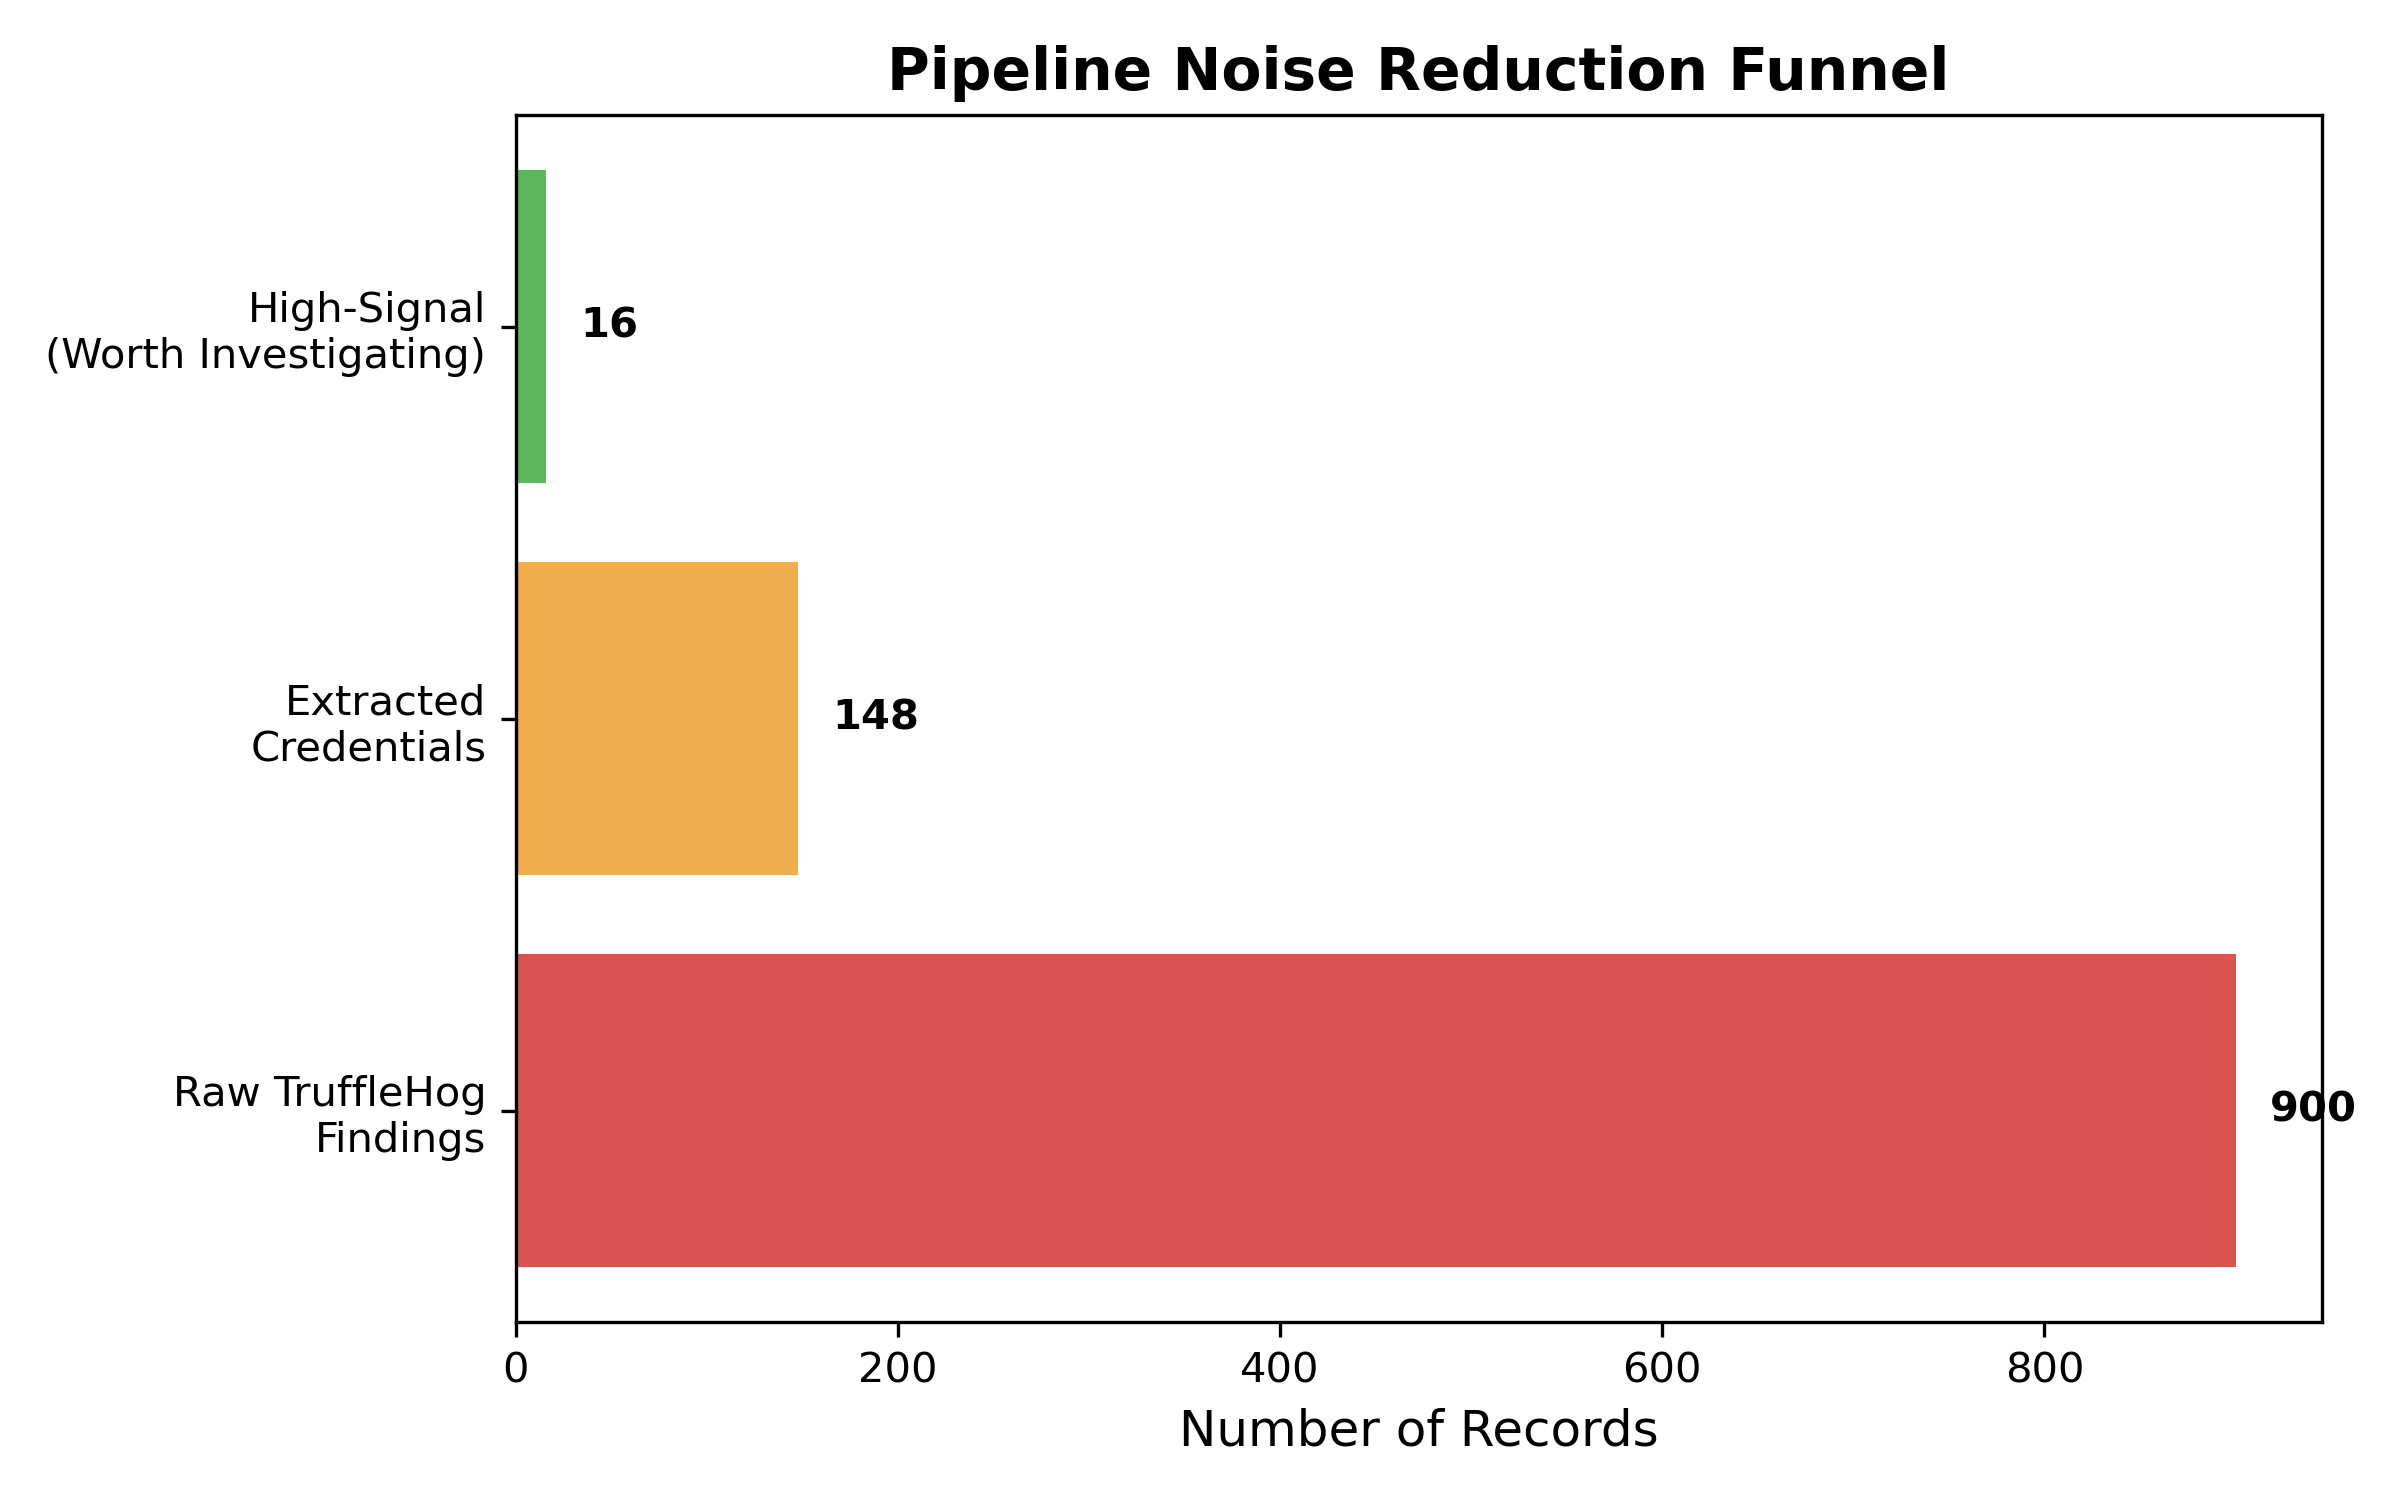 Pipeline Noise Reduction Funnel
High-Signal
(Worth Investigating)
16
Extracted
Credentials
148
Raw TruffleHog
Findings
900
0 200 400 600 800
Number of Records